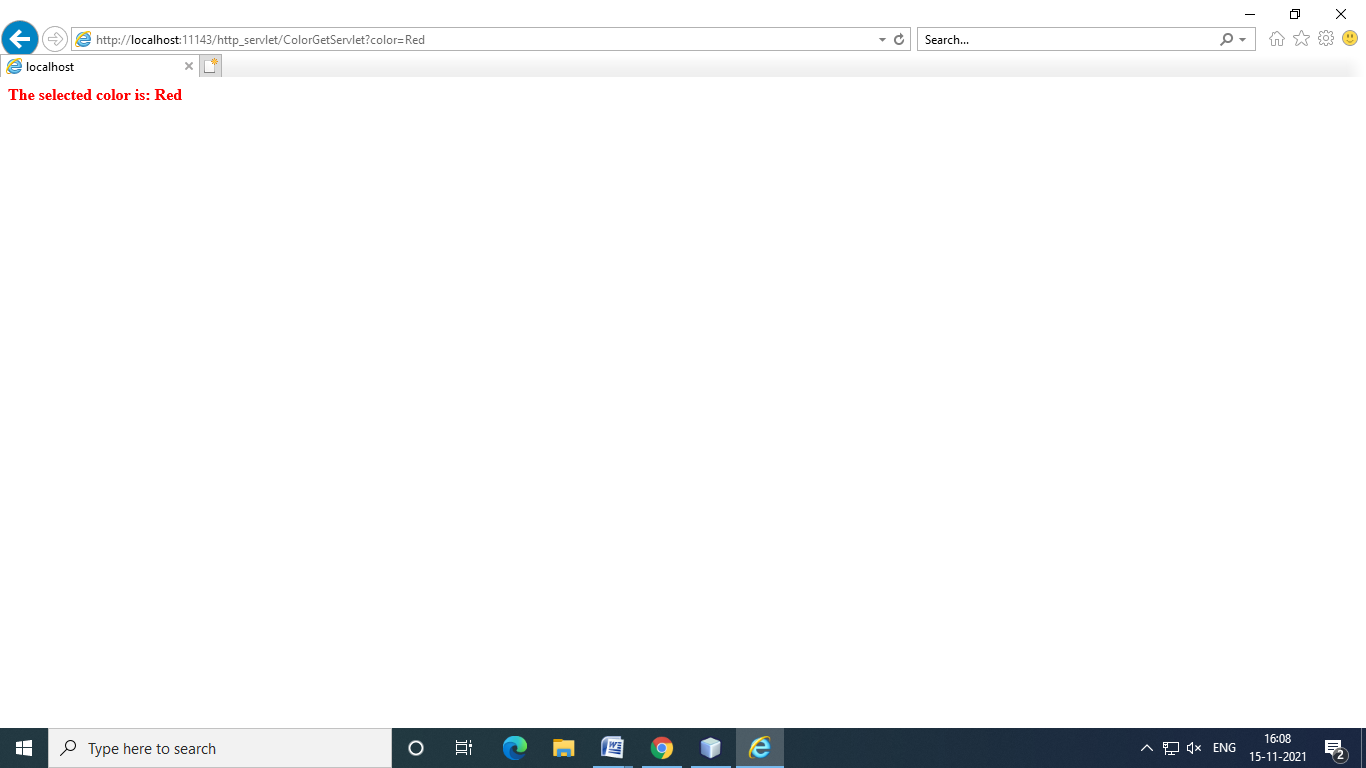 http://localhost:11143/http_servlet/ColorGetServlet?color=Red
Search...
localhost
The selected color is: Red
Type here to search
ENG
16:08
15-11-2021
2